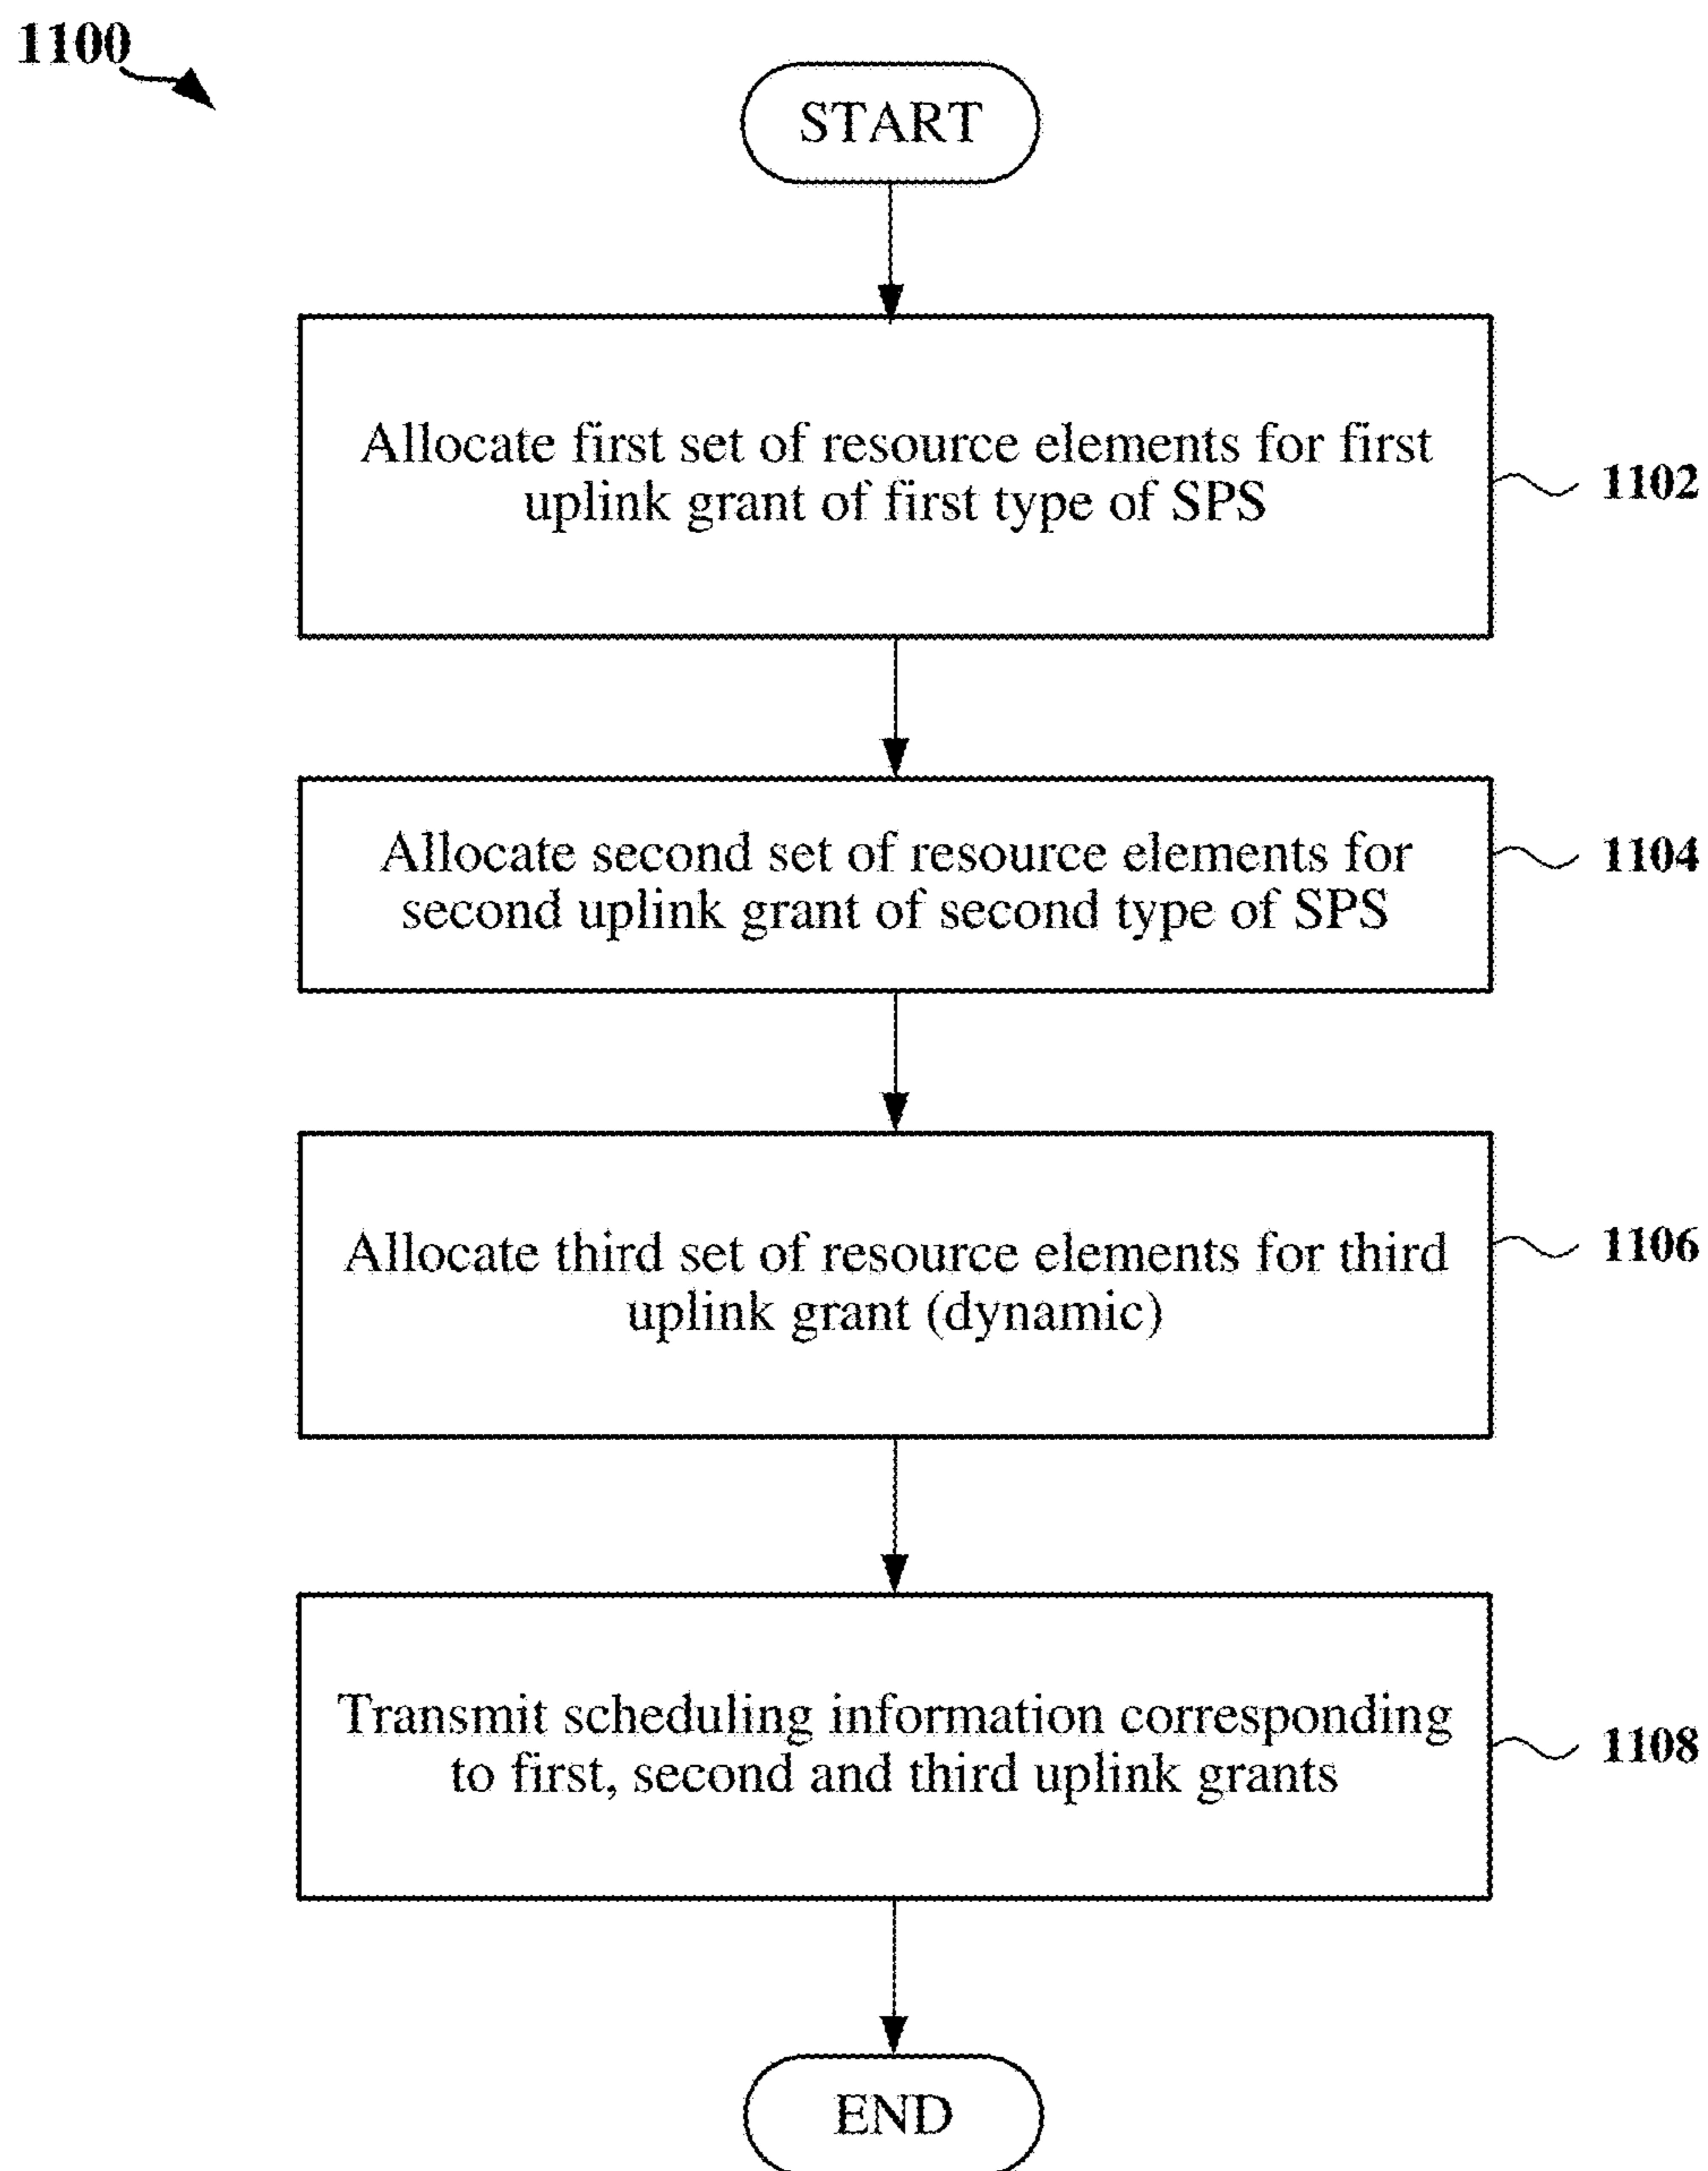 1100
START
Allocate first set of resource elements for first
uplink grant of first type of SPS
1102
Allocate second set of resource elements for
second uplink grant of second type of SPS
1104
Allocate third set of resource elements for third
uplink grant (dynamic)
1106
Transmit scheduling information corresponding
to first, second and third uplink grants
1108
END